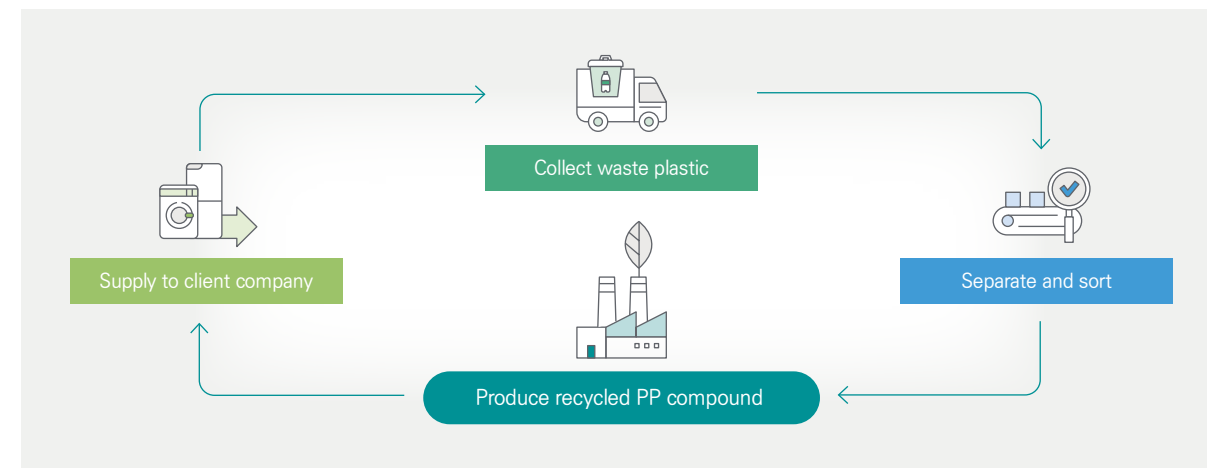 Collect waste plastic
Supply to client company
Separate and sort
Produce recycled PP compound